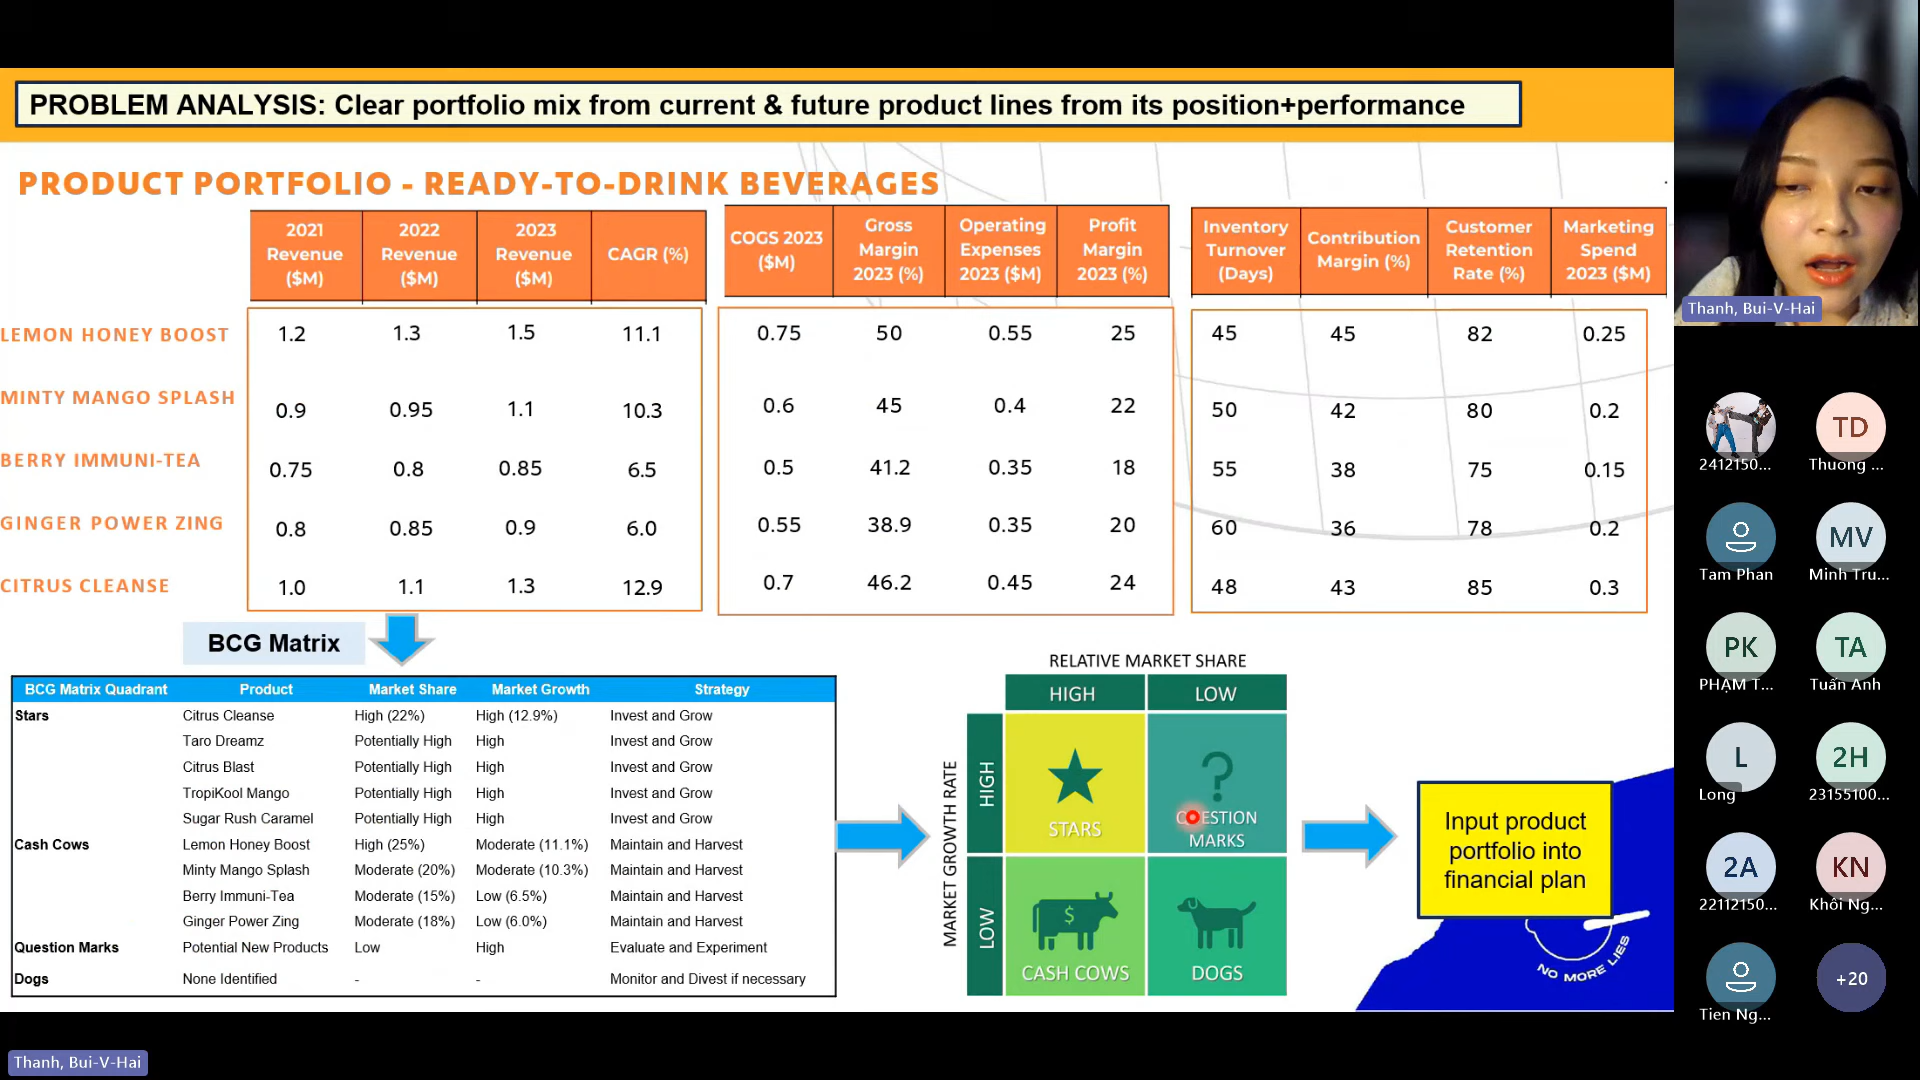 PROBLEM ANALYSIS: Clear portfolio mix from current & future product lines from its position+performance
PRODUCT PORTFOLIO - READY-TO-DRINK BEVERAGES
2021 Revenue ($M) 2022 Revenue ($M) 2023 Revenue ($M) CAGR (%) COGS 2023 ($M) Gross Margin 2023 (%) Operating Expenses 2023 ($M) Profit Margin 2023 (%) Inventory Turnover (Days) Contribution Margin (%) Customer Retention Rate (%) Marketing Spend 2023 ($M)
LEMON HONEY BOOST 1.2 1.3 1.5 11.1 0.75 50 0.55 25 45 45 82 0.25
MINTY MANGO SPLASH 0.9 0.95 1.1 10.3 0.6 45 0.4 22 50 42 80 0.2
BERRY IMMUNI-TEA 0.75 0.8 0.85 6.5 0.5 41.2 0.35 18 55 38 75 0.15
GINGER POWER ZING 0.8 0.85 0.9 6.0 0.55 38.9 0.35 20 60 36 78 0.2
CITRUS CLEANSE 1.0 1.1 1.3 12.9 0.7 46.2 0.45 24 48 43 85 0.3
BCG Matrix
BCG Matrix Quadrant Product Market Share Market Growth Strategy
Stars Citrus Cleanse High (22%) High (12.9%) Invest and Grow
Taro Dreamz Potentially High High Invest and Grow
Citrus Blast Potentially High High Invest and Grow
TropiKool Mango Potentially High High Invest and Grow
Sugar Rush Caramel Potentially High High Invest and Grow
Cash Cows Lemon Honey Boost High (25%) Moderate (11.1%) Maintain and Harvest
Minty Mango Splash Moderate (20%) Moderate (10.3%) Maintain and Harvest
Berry Immuni-Tea Moderate (15%) Low (6.5%) Maintain and Harvest
Ginger Power Zing Moderate (18%) Low (6.0%) Maintain and Harvest
Question Marks Potential New Products Low High Evaluate and Experiment
Dogs None Identified - - Monitor and Divest if necessary
RELATIVE MARKET SHARE
HIGH LOW
MARKET GROWTH RATE
HIGH
LOW
STARS
?
QUESTION
MARKS
$
CASH COWS
DOGS
Input product
portfolio into
financial plan
NO MORE LIES
Thanh, Bui-V-Hai
2412150...
TD
Thuong ...
Tam Phan
MV
Minh Tru...
PK
PHẠM T...
TA
Tuấn Anh
L
Long
2H
23155100...
2A
22112150...
KN
Khôi Ng...
Tien Ng...
+20
Thanh, Bui-V-Hai